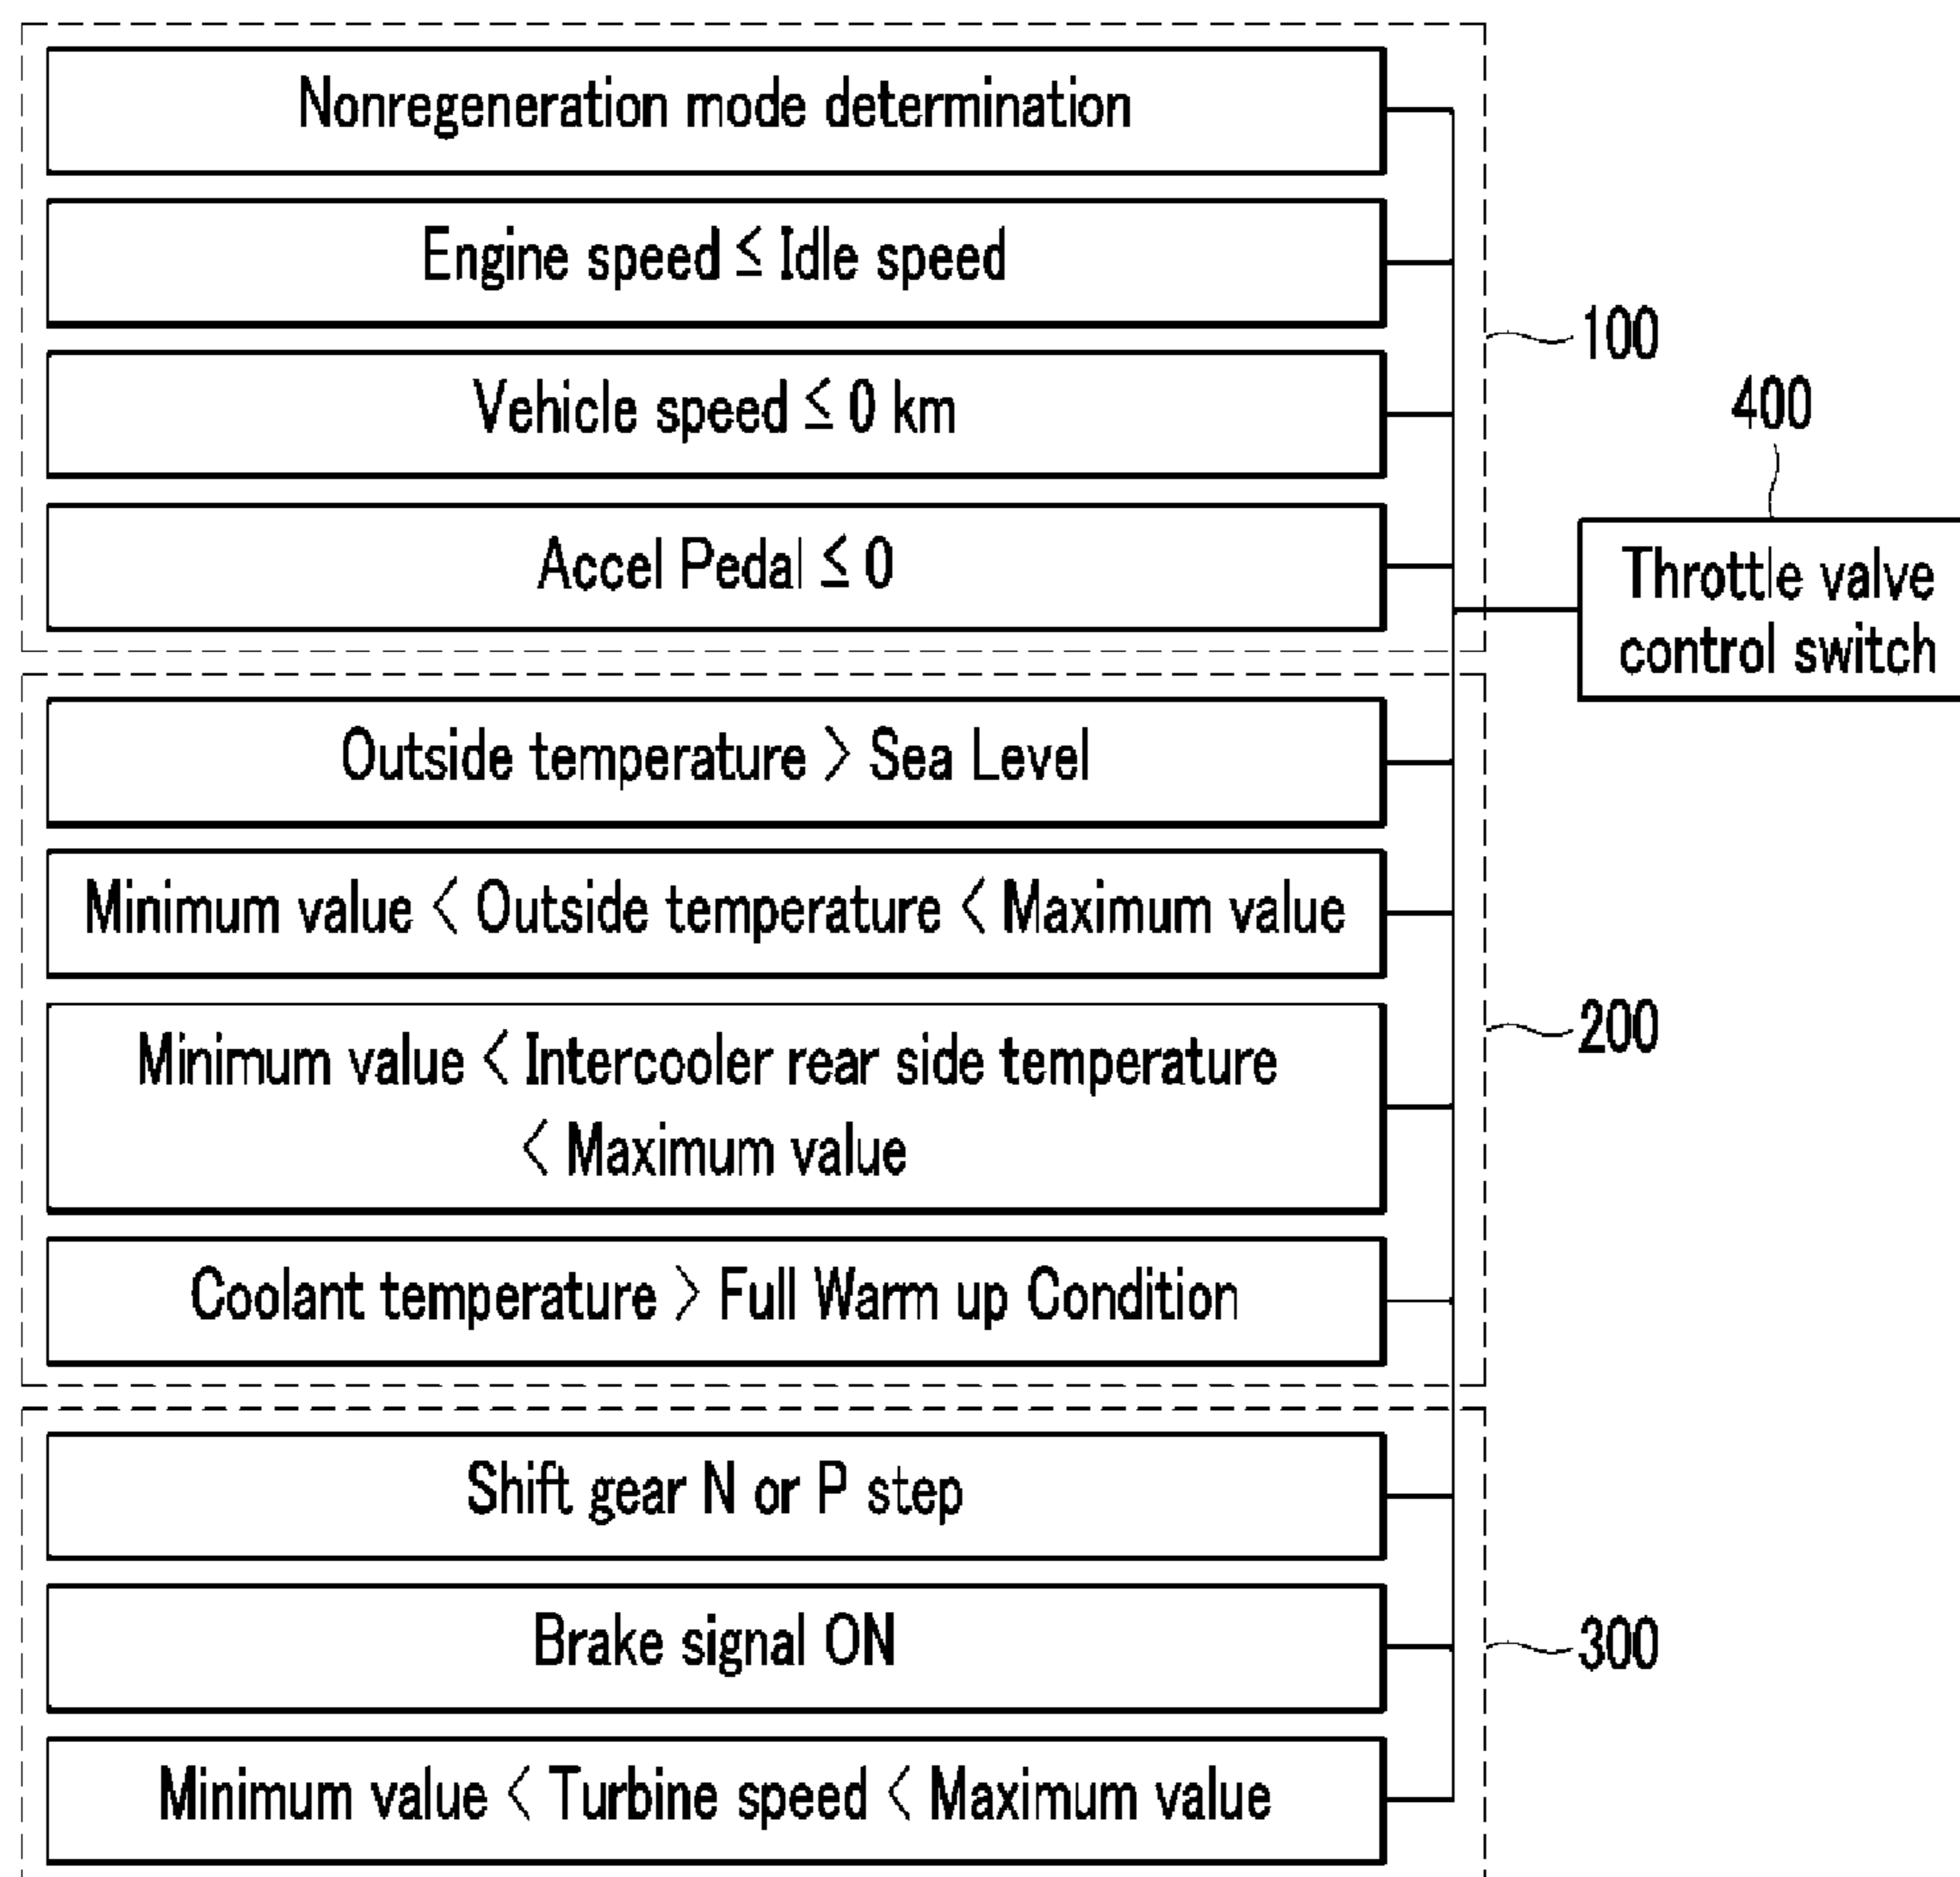 Nonregeneration mode determination
Engine speed ≤ Idle speed
Vehicle speed ≤ 0 km
Accel Pedal ≤ 0
100
400
Throttle valve
control switch
Outside temperature > Sea Level
Minimum value < Outside temperature < Maximum value
Minimum value < Intercooler rear side temperature
< Maximum value
Coolant temperature > Full Warm up Condition
200
Shift gear N or P step
Brake signal ON
Minimum value < Turbine speed < Maximum value
300